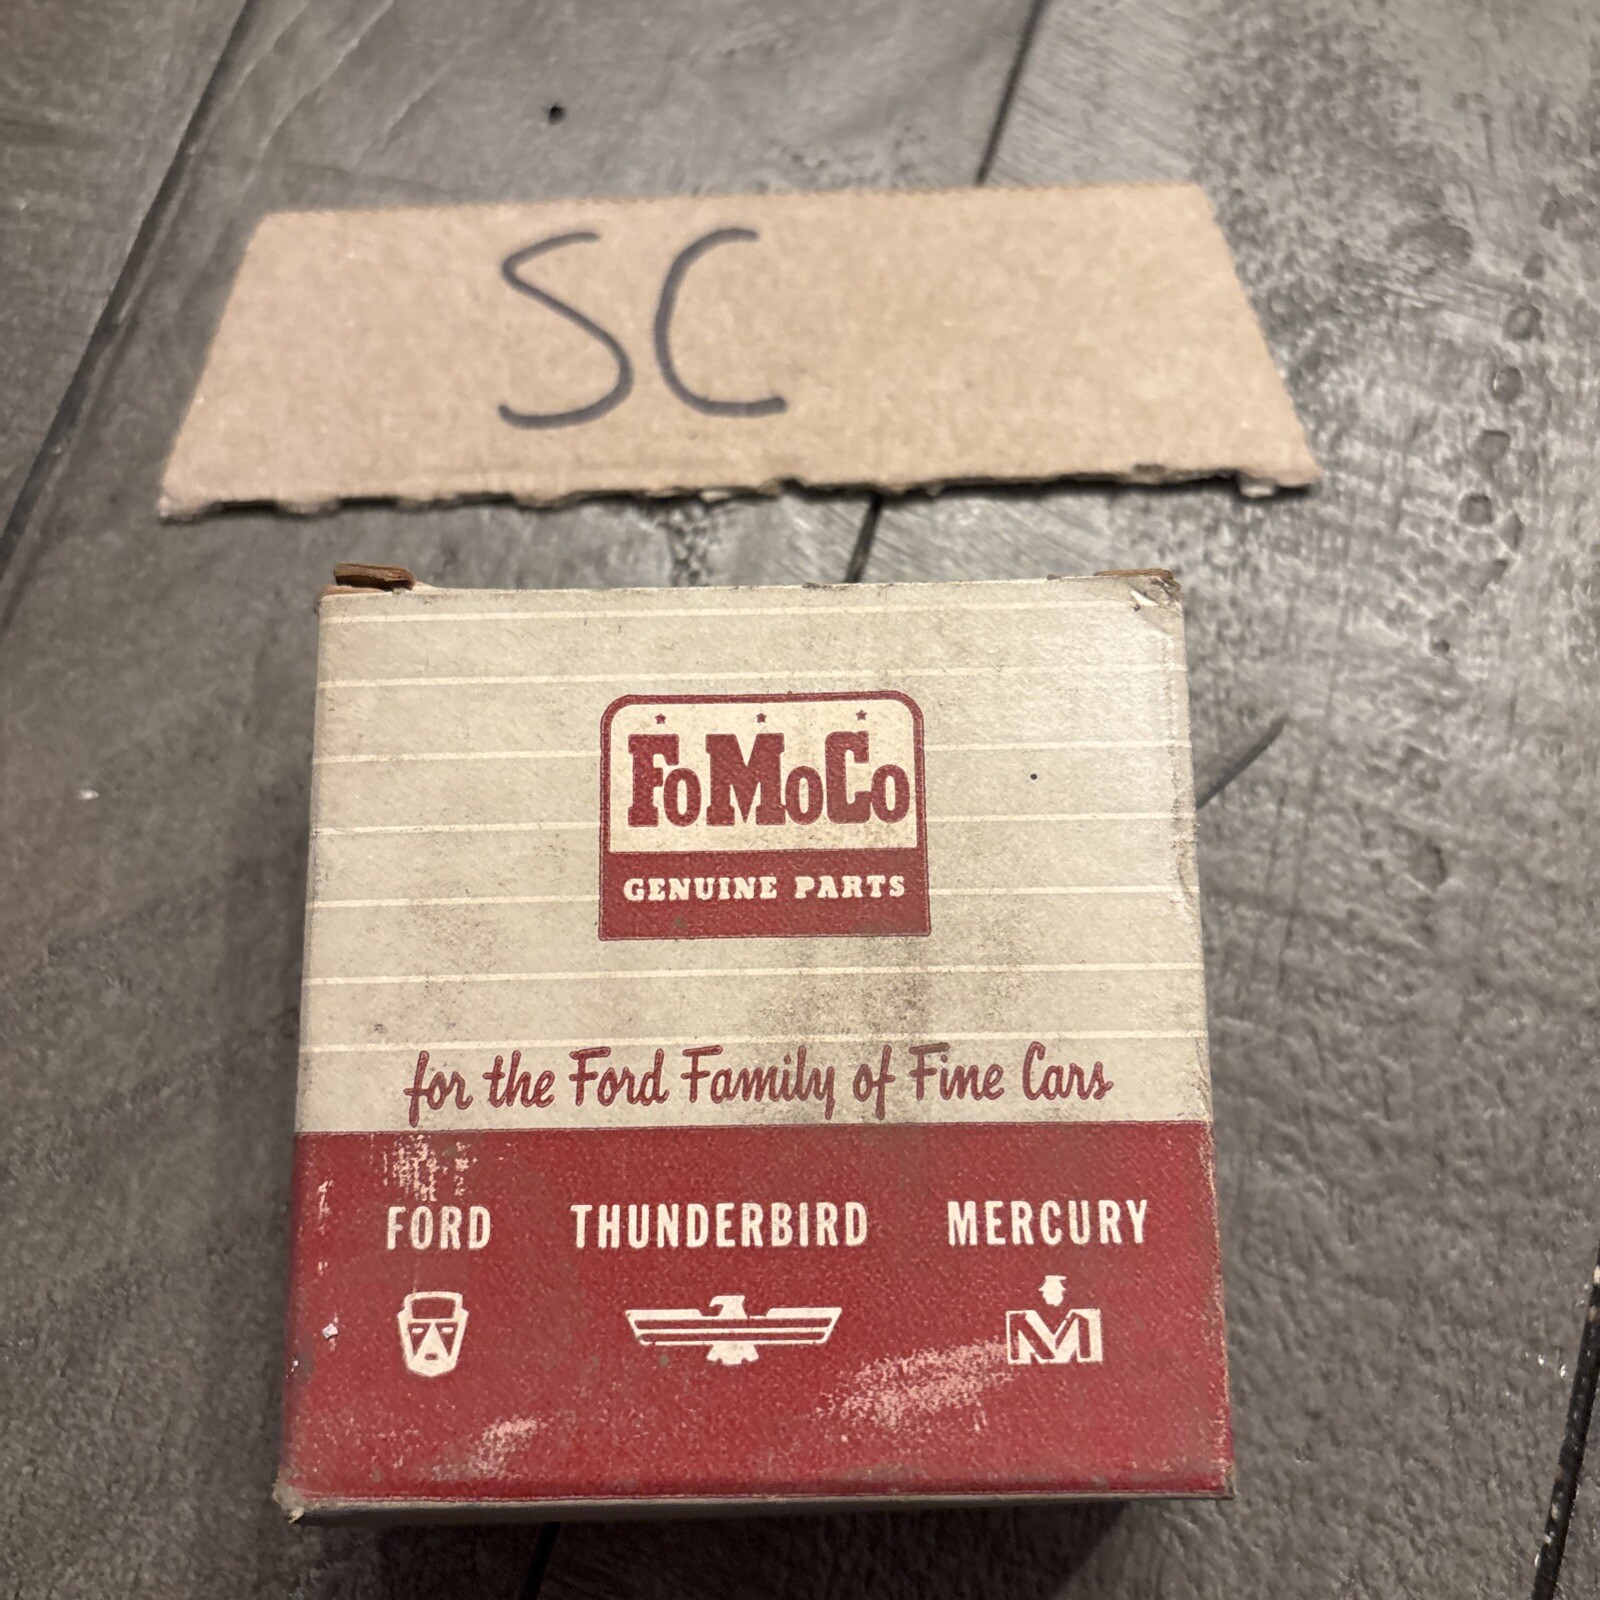 SC
FoMoCo
GENUINE PARTS
for the Ford Family of Fine Cars
FORD THUNDERBIRD MERCURY
M